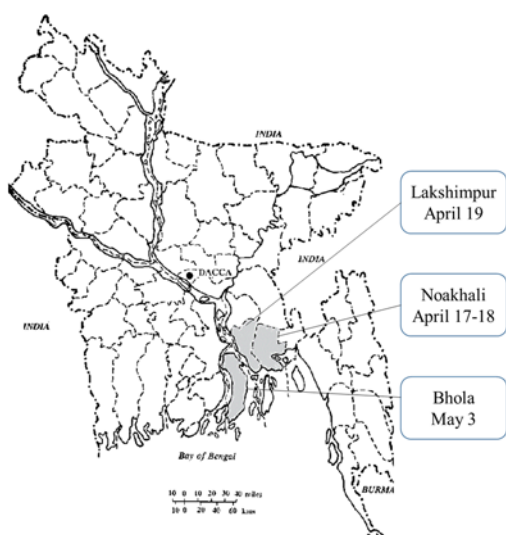 INDIA
Lakshimpur
April 19
INDIA
DACCA
Noakhali
April 17-18
INDIA
Bhola
May 3
Bay of Bengal
10 0 10 20 30 40 miles
BURMA
10 0 20 40 60 kms